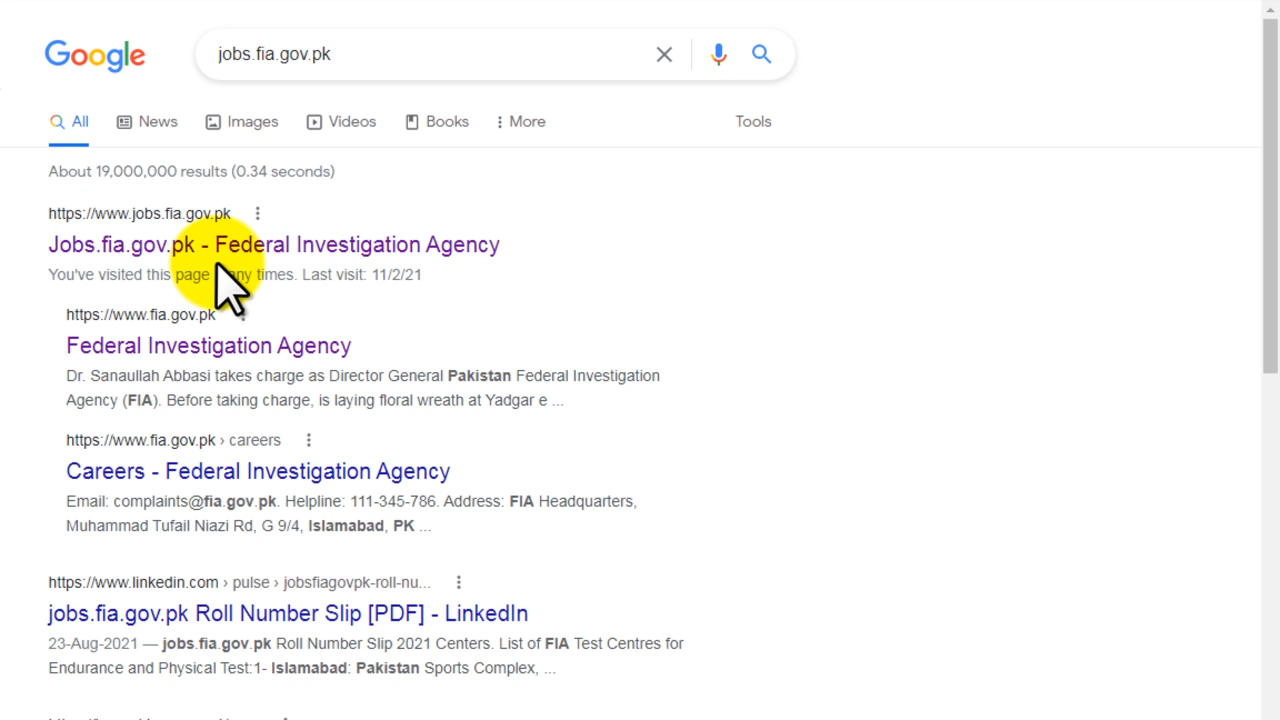 Google
jobs.fia.gov.pk
All News Images Videos Books More Tools
About 19,000,000 results (0.34 seconds)
https://www.jobs.fia.gov.pk
Jobs.fia.gov.pk - Federal Investigation Agency
You've visited this page many times. Last visit: 11/2/21
https://www.fia.gov.pk
Federal Investigation Agency
Dr. Sanaullah Abbasi takes charge as Director General Pakistan Federal Investigation
Agency (FIA). Before taking charge, is laying floral wreath at Yadgar e ...
https://www.fia.gov.pk › careers
Careers - Federal Investigation Agency
Email: complaints@fia.gov.pk. Helpline: 111-345-786. Address: FIA Headquarters,
Muhammad Tufail Niazi Rd, G 9/4, Islamabad, PK ...
https://www.linkedin.com › pulse › jobsfiagovpk-roll-nu...
jobs.fia.gov.pk Roll Number Slip [PDF] - LinkedIn
23-Aug-2021 — jobs.fia.gov.pk Roll Number Slip 2021 Centers. List of FIA Test Centres for
Endurance and Physical Test:1- Islamabad: Pakistan Sports Complex, ...